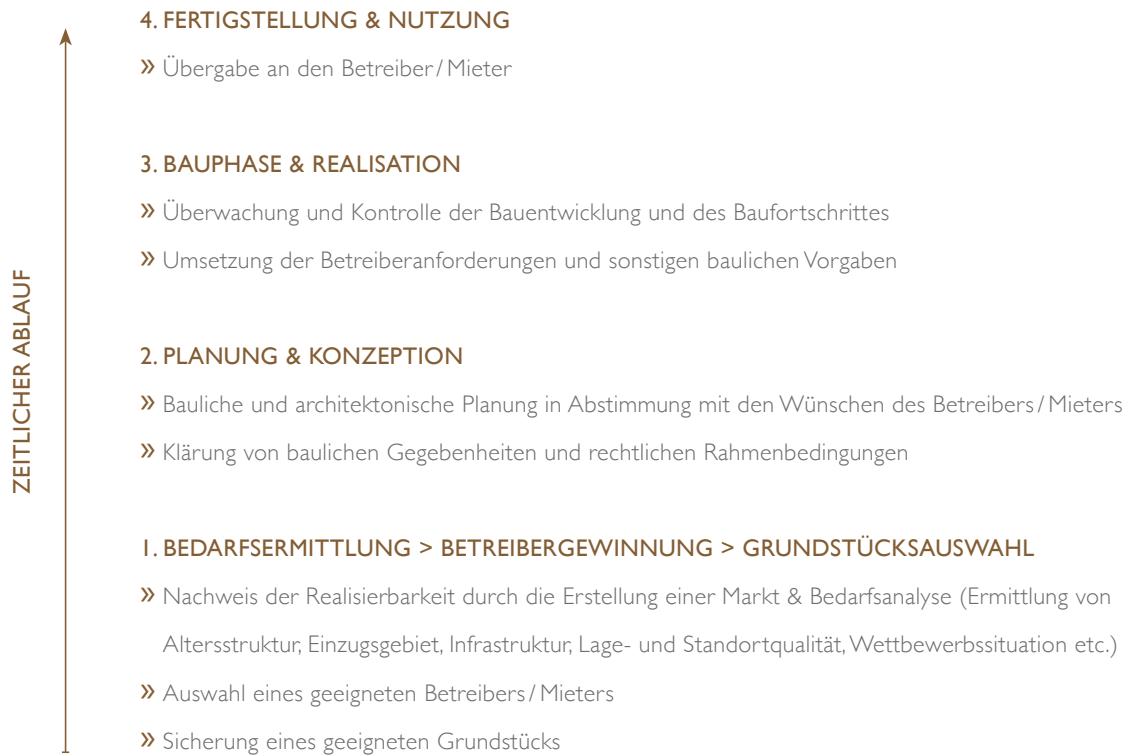 4. FERTIGSTELLUNG & NUTZUNG
» Übergabe an den Betreiber / Mieter
3. BAUPHASE & REALISATION
» Überwachung und Kontrolle der Bauentwicklung und des Baufortschrittes
» Umsetzung der Betreiberanforderungen und sonstigen baulichen Vorgaben
2. PLANUNG & KONZEPTION
» Bauliche und architektonische Planung in Abstimmung mit den Wünschen des Betreibers / Mieters
» Klärung von baulichen Gegebenheiten und rechtlichen Rahmenbedingungen
1. BEDARFSERMITTLUNG > BETREIBERGEWINNUNG > GRUNDSTÜCKSAUSWAHL
» Nachweis der Realisierbarkeit durch die Erstellung einer Markt & Bedarfsanalyse (Ermittlung von
Altersstruktur, Einzugsgebiet, Infrastruktur, Lage- und Standortqualität, Wettbewerbssituation etc.)
» Auswahl eines geeigneten Betreibers / Mieters
» Sicherung eines geeigneten Grundstücks
ZEITLICHER ABLAUF